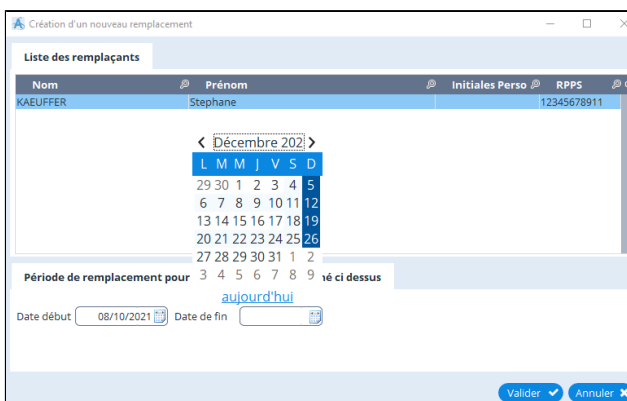 Création d'un nouveau remplacement
Liste des remplaçants
Nom Prénom Initiales Perso RPPS
KAEUFFER Stephane 12345678911
Décembre 202
L M M J V S D
29 30 1 2 3 4 5
6 7 8 9 10 11 12
13 14 15 16 17 18 19
20 21 22 23 24 25 26
27 28 29 30 31 1 2
3 4 5 6 7 8 9
aujourd'hui
Période de remplacement pour né ci dessus
Date début 08/10/2021 Date de fin
Valider Annuler